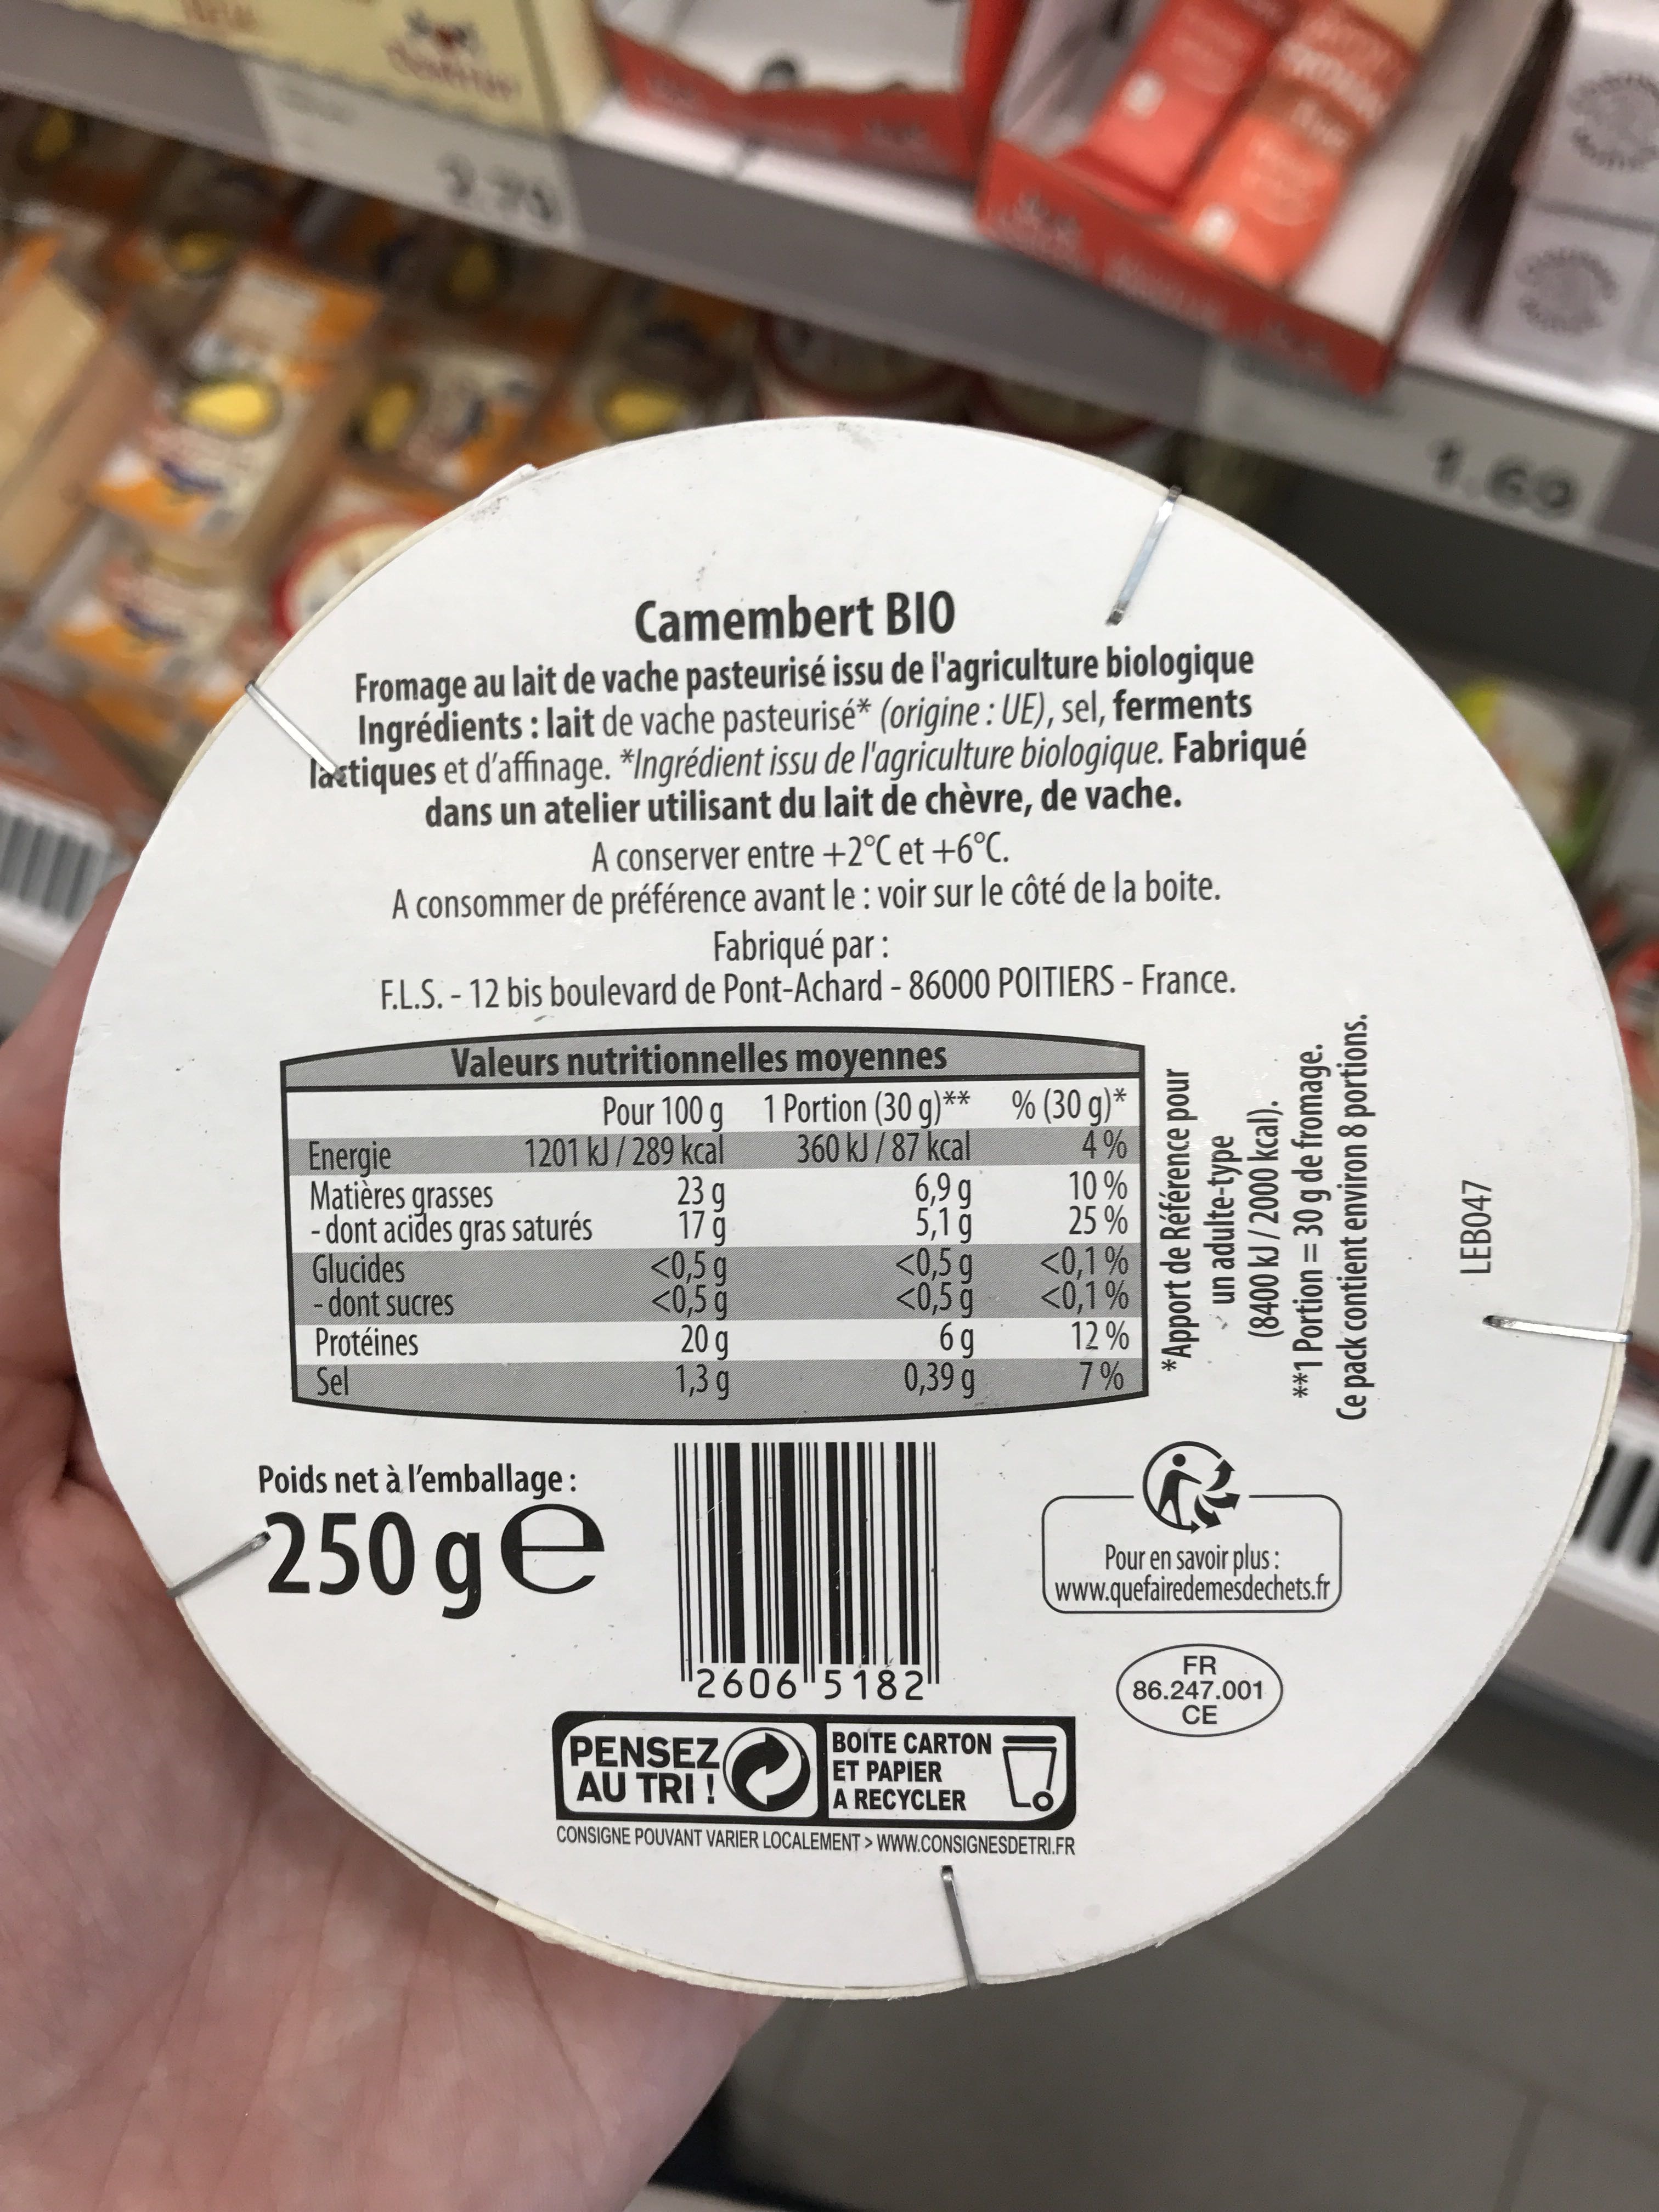 2.79
1.69
Camembert BIO
Fromage au lait de vache pasteurisé issu de l'agriculture biologique
Ingrédients : lait de vache pasteurisé* (origine : UE), sel, ferments
lactiques et d'affinage. *Ingrédient issu de l'agriculture biologique. Fabriqué
dans un atelier utilisant du lait de chèvre, de vache.
A conserver entre +2°C et +6°C.
A consommer de préférence avant le : voir sur le côté de la boite.
Fabriqué par :
F.L.S. - 12 bis boulevard de Pont-Achard - 86000 POITIERS - France.
Valeurs nutritionnelles moyennes
Pour 100 g 1 Portion (30 g)** % (30 g)*
Energie 1201 kJ / 289 kcal 360 kJ / 87 kcal 4 %
Matières grasses 23 g 6,9 g 10 %
- dont acides gras saturés 17 g 5,1 g 25 %
Glucides <0,5 g <0,5 g <0,1 %
- dont sucres <0,5 g <0,5 g <0,1 %
Protéines 20 g 6 g 12 %
Sel 1,3 g 0,39 g 7 %
*Apport de Référence pour
un adulte-type
(8400 kJ / 2000 kcal).
**1 Portion = 30 g de fromage.
Ce pack contient environ 8 portions.
LEB047
Poids net à l'emballage :
250 g e
2606 5182
Pour en savoir plus :
www.quefairedemesdechets.fr
FR
86.247.001
CE
PENSEZ
AU TRI !
BOITE CARTON
ET PAPIER
A RECYCLER
CONSIGNE POUVANT VARIER LOCALEMENT > WWW.CONSIGNESDETRI.FR